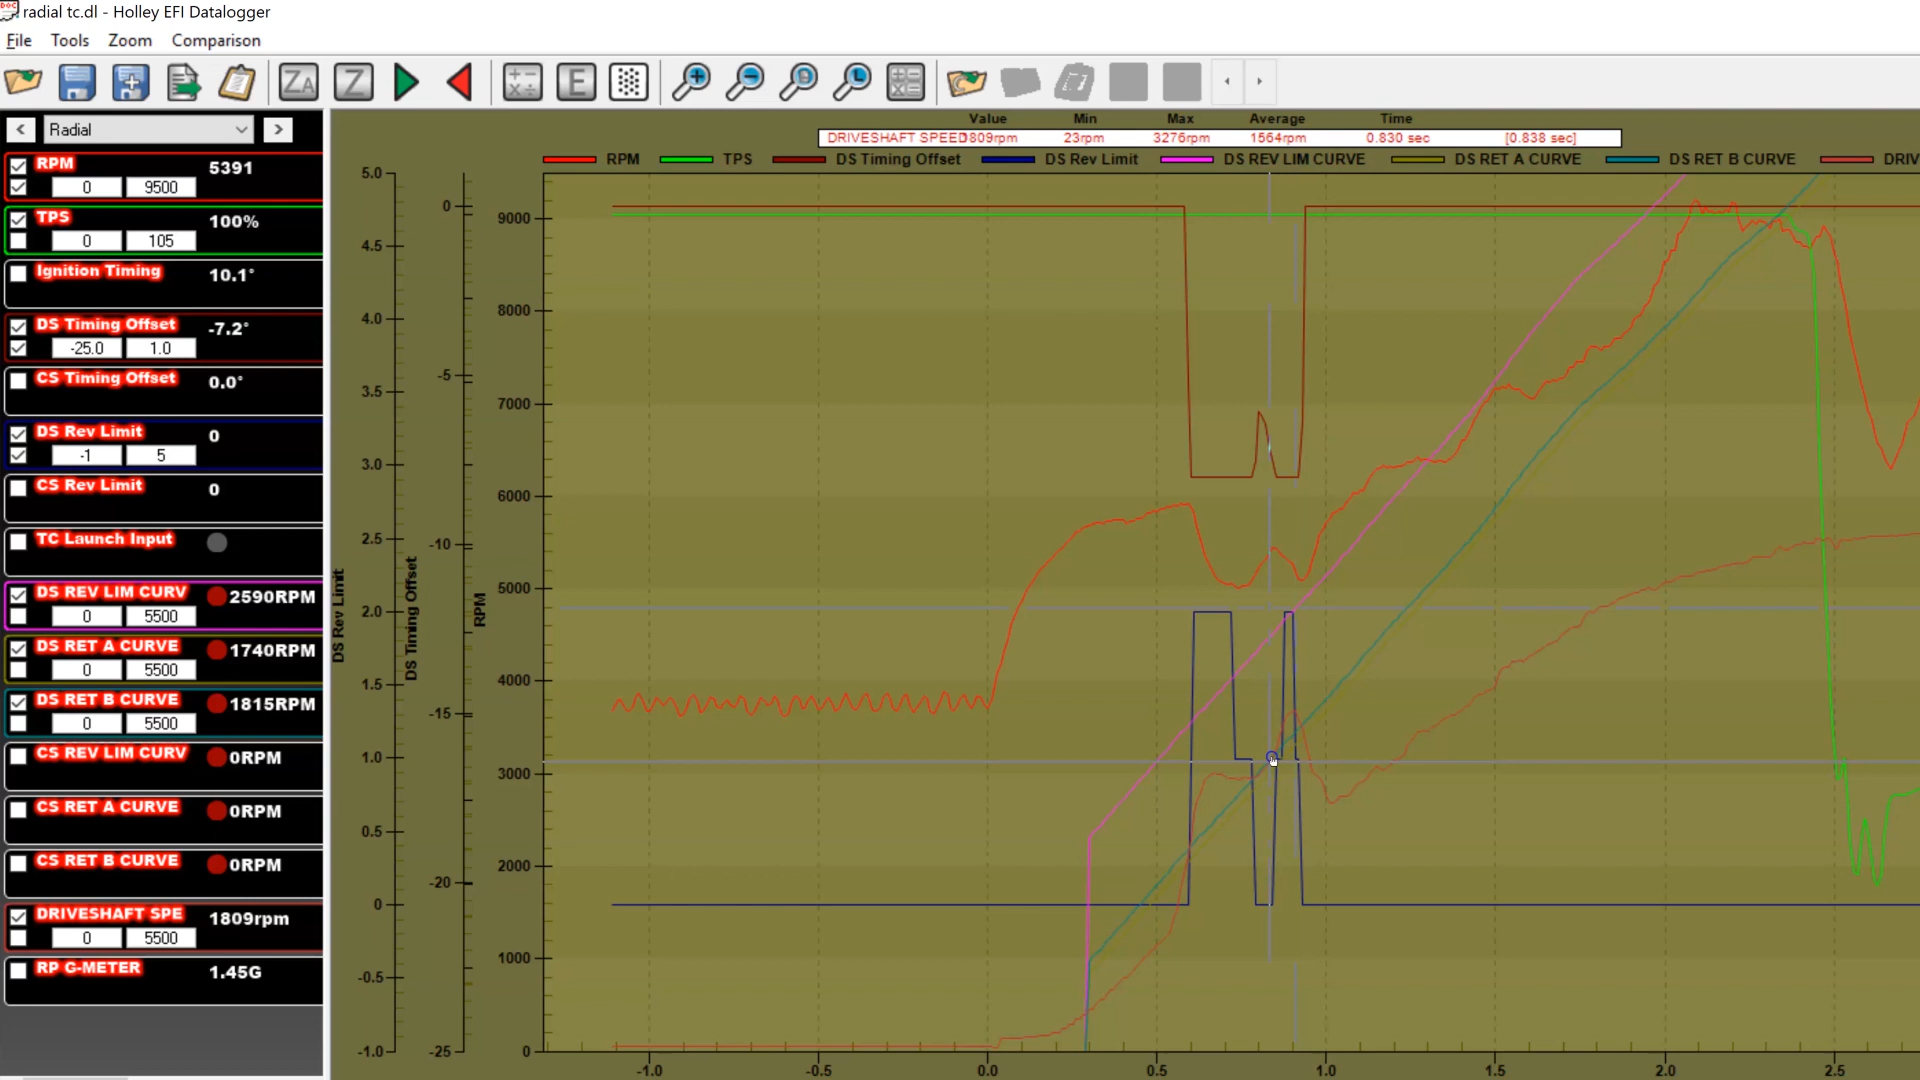 radial tc.dl - Holley EFI Datalogger
File Tools Zoom Comparison
ZA Z E
Radial
RPM 5391
0 9500
TPS 100%
0 105
Ignition Timing 10.1°
DS Timing Offset -7.2°
-25.0 1.0
CS Timing Offset 0.0°
DS Rev Limit 0
-1 5
CS Rev Limit 0
TC Launch Input
DS REV LIM CURV 2590RPM
0 5500
DS RET A CURVE 1740RPM
0 5500
DS RET B CURVE 1815RPM
0 5500
CS REV LIM CURV 0RPM
CS RET A CURVE 0RPM
CS RET B CURVE 0RPM
DRIVESHAFT SPE 1809rpm
0 5500
RP G-METER 1.45G
Value Min Max Average Time
DRIVESHAFT SPEED 1809rpm 23rpm 3276rpm 1564rpm 0.830 sec [0.838 sec]
RPM TPS DS Timing Offset DS Rev Limit DS REV LIM CURVE DS RET A CURVE DS RET B CURVE DRIV
5.0
4.5
4.0
3.5
3.0
2.5
2.0
1.5
1.0
0.5
0
-0.5
-1.0
DS Rev Limit
0
-5
-10
-15
-20
-25
DS Timing Offset
9000
8000
7000
6000
5000
4000
3000
2000
1000
0
RPM
-1.0 -0.5 0.0 0.5 1.0 1.5 2.0 2.5